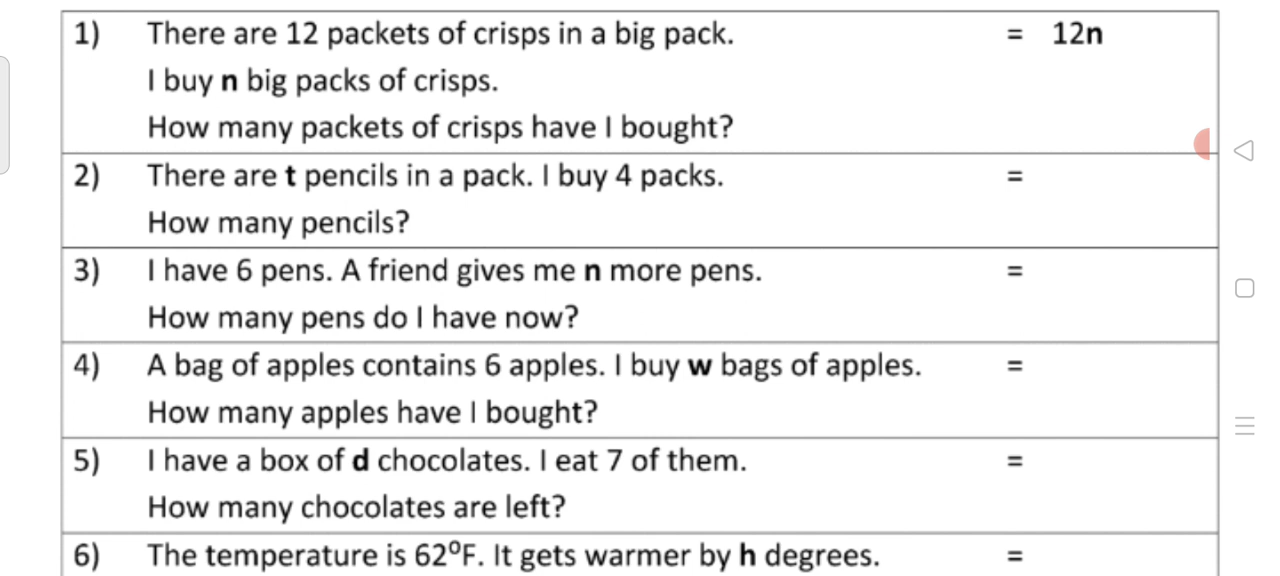 1) There are 12 packets of crisps in a big pack. = 12n
I buy n big packs of crisps.
How many packets of crisps have I bought?
2) There are t pencils in a pack. I buy 4 packs. =
How many pencils?
3) I have 6 pens. A friend gives me n more pens. =
How many pens do I have now?
4) A bag of apples contains 6 apples. I buy w bags of apples. =
How many apples have I bought?
5) I have a box of d chocolates. I eat 7 of them. =
How many chocolates are left?
6) The temperature is 62⁰F. It gets warmer by h degrees. =